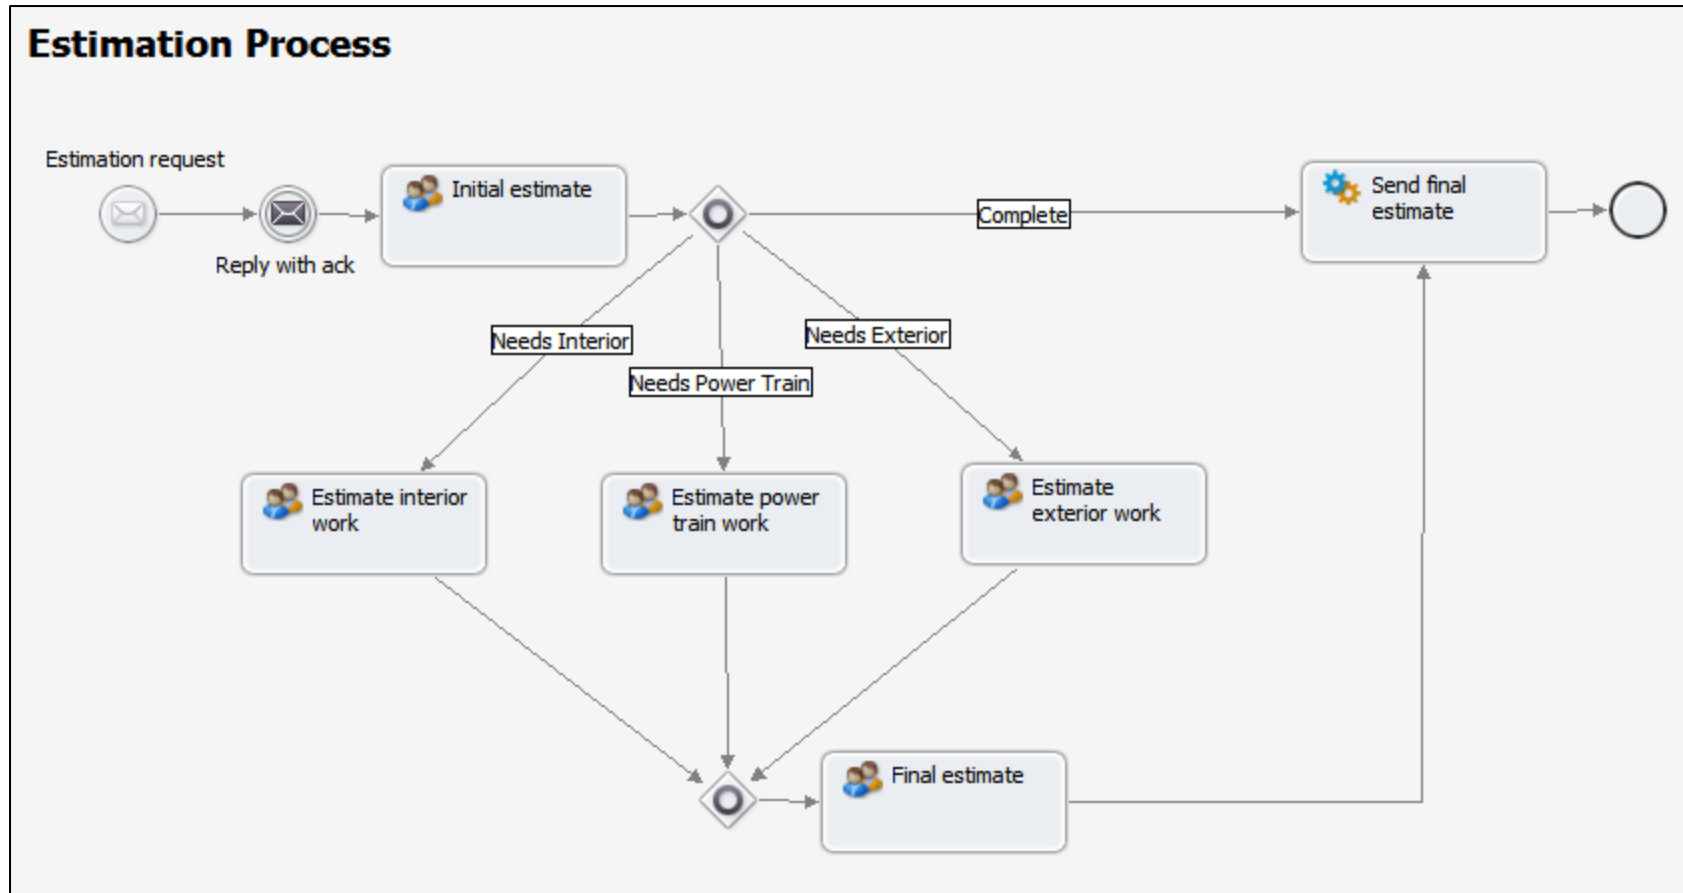 Estimation Process
Estimation request
Reply with ack
Initial estimate
Complete
Send final
estimate
Needs Interior
Needs Exterior
Needs Power Train
Estimate interior
work
Estimate power
train work
Estimate
exterior work
Final estimate